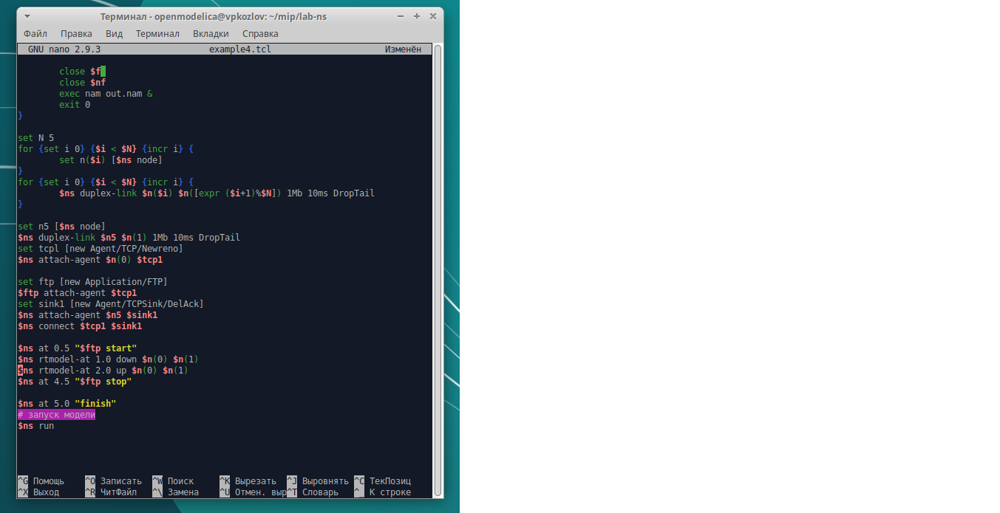 Терминал - openmodelica@vpkozlov: ~/mip/lab-ns
Файл Правка Вид Терминал Вкладки Справка
GNU nano 2.9.3 example4.tcl Изменён
close $f
close $nf
exec nam out.nam &
exit 0
}
set N 5
for {set i 0} {$i < $N} {incr i} {
set n($i) [$ns node]
}
for {set i 0} {$i < $N} {incr i} {
$ns duplex-link $n($i) $n([expr ($i+1)%$N]) 1Mb 10ms DropTail
}
set n5 [$ns node]
$ns duplex-link $n5 $n(1) 1Mb 10ms DropTail
set tcpl [new Agent/TCP/Newreno]
$ns attach-agent $n(0) $tcp1
set ftp [new Application/FTP]
$ftp attach-agent $tcp1
set sink1 [new Agent/TCPSink/DelAck]
$ns attach-agent $n5 $sink1
$ns connect $tcp1 $sink1
$ns at 0.5 "$ftp start"
$ns rtmodel-at 1.0 down $n(0) $n(1)
$ns rtmodel-at 2.0 up $n(0) $n(1)
$ns at 4.5 "$ftp stop"
$ns at 5.0 "finish"
# запуск модели
$ns run
^G Помощь ^O Записать ^W Поиск ^K Вырезать ^J Выровнять ^C ТекПозиц
^X Выход ^R ЧитФайл ^\ Замена ^U Отмен. выр^T Словарь ^_ К строке